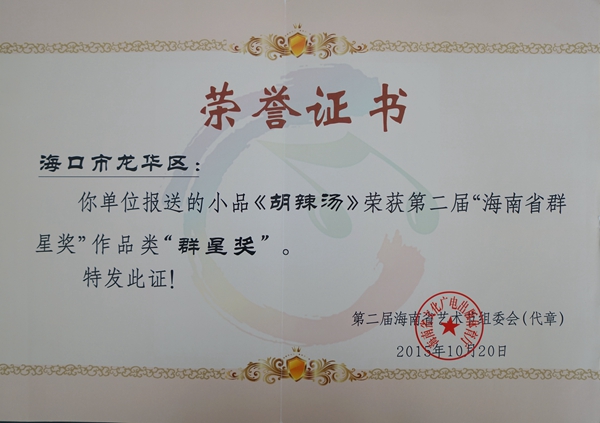 荣誉证书
海口市龙华区：
你单位报送的小品《胡辣汤》荣获第二届“海南省群
星奖”作品类“群星奖”。
特发此证！
第二届海南省艺术节组委会（代章）
2015年10月20日